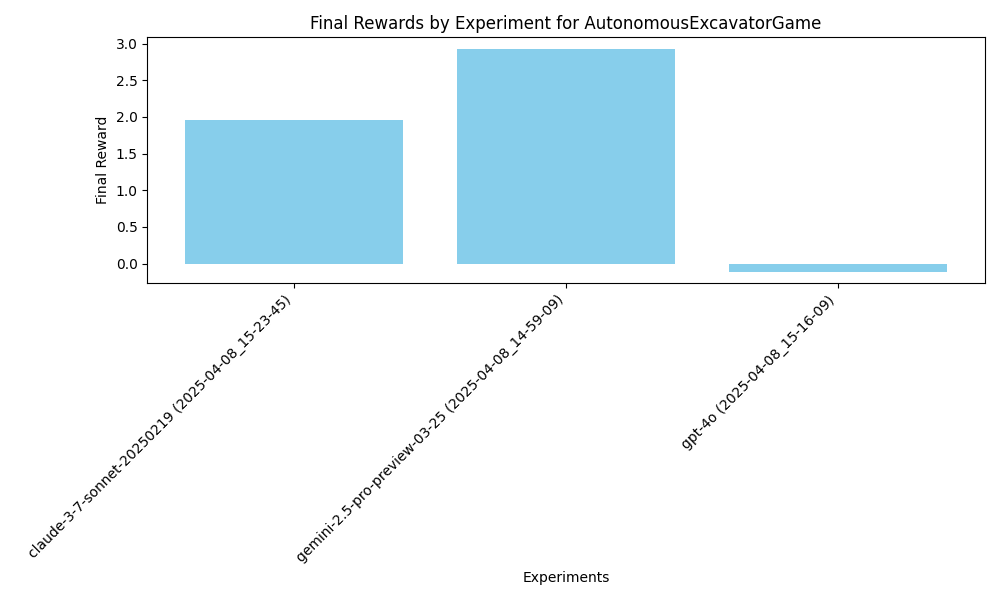 Final Rewards by Experiment for AutonomousExcavatorGame
Final Reward
3.0
2.5
2.0
1.5
1.0
0.5
0.0
claude-3-7-sonnet-20250219 (2025-04-08_15-23-45)
gemini-2.5-pro-preview-03-25 (2025-04-08_14-59-09)
gpt-4o (2025-04-08_15-16-09)
Experiments